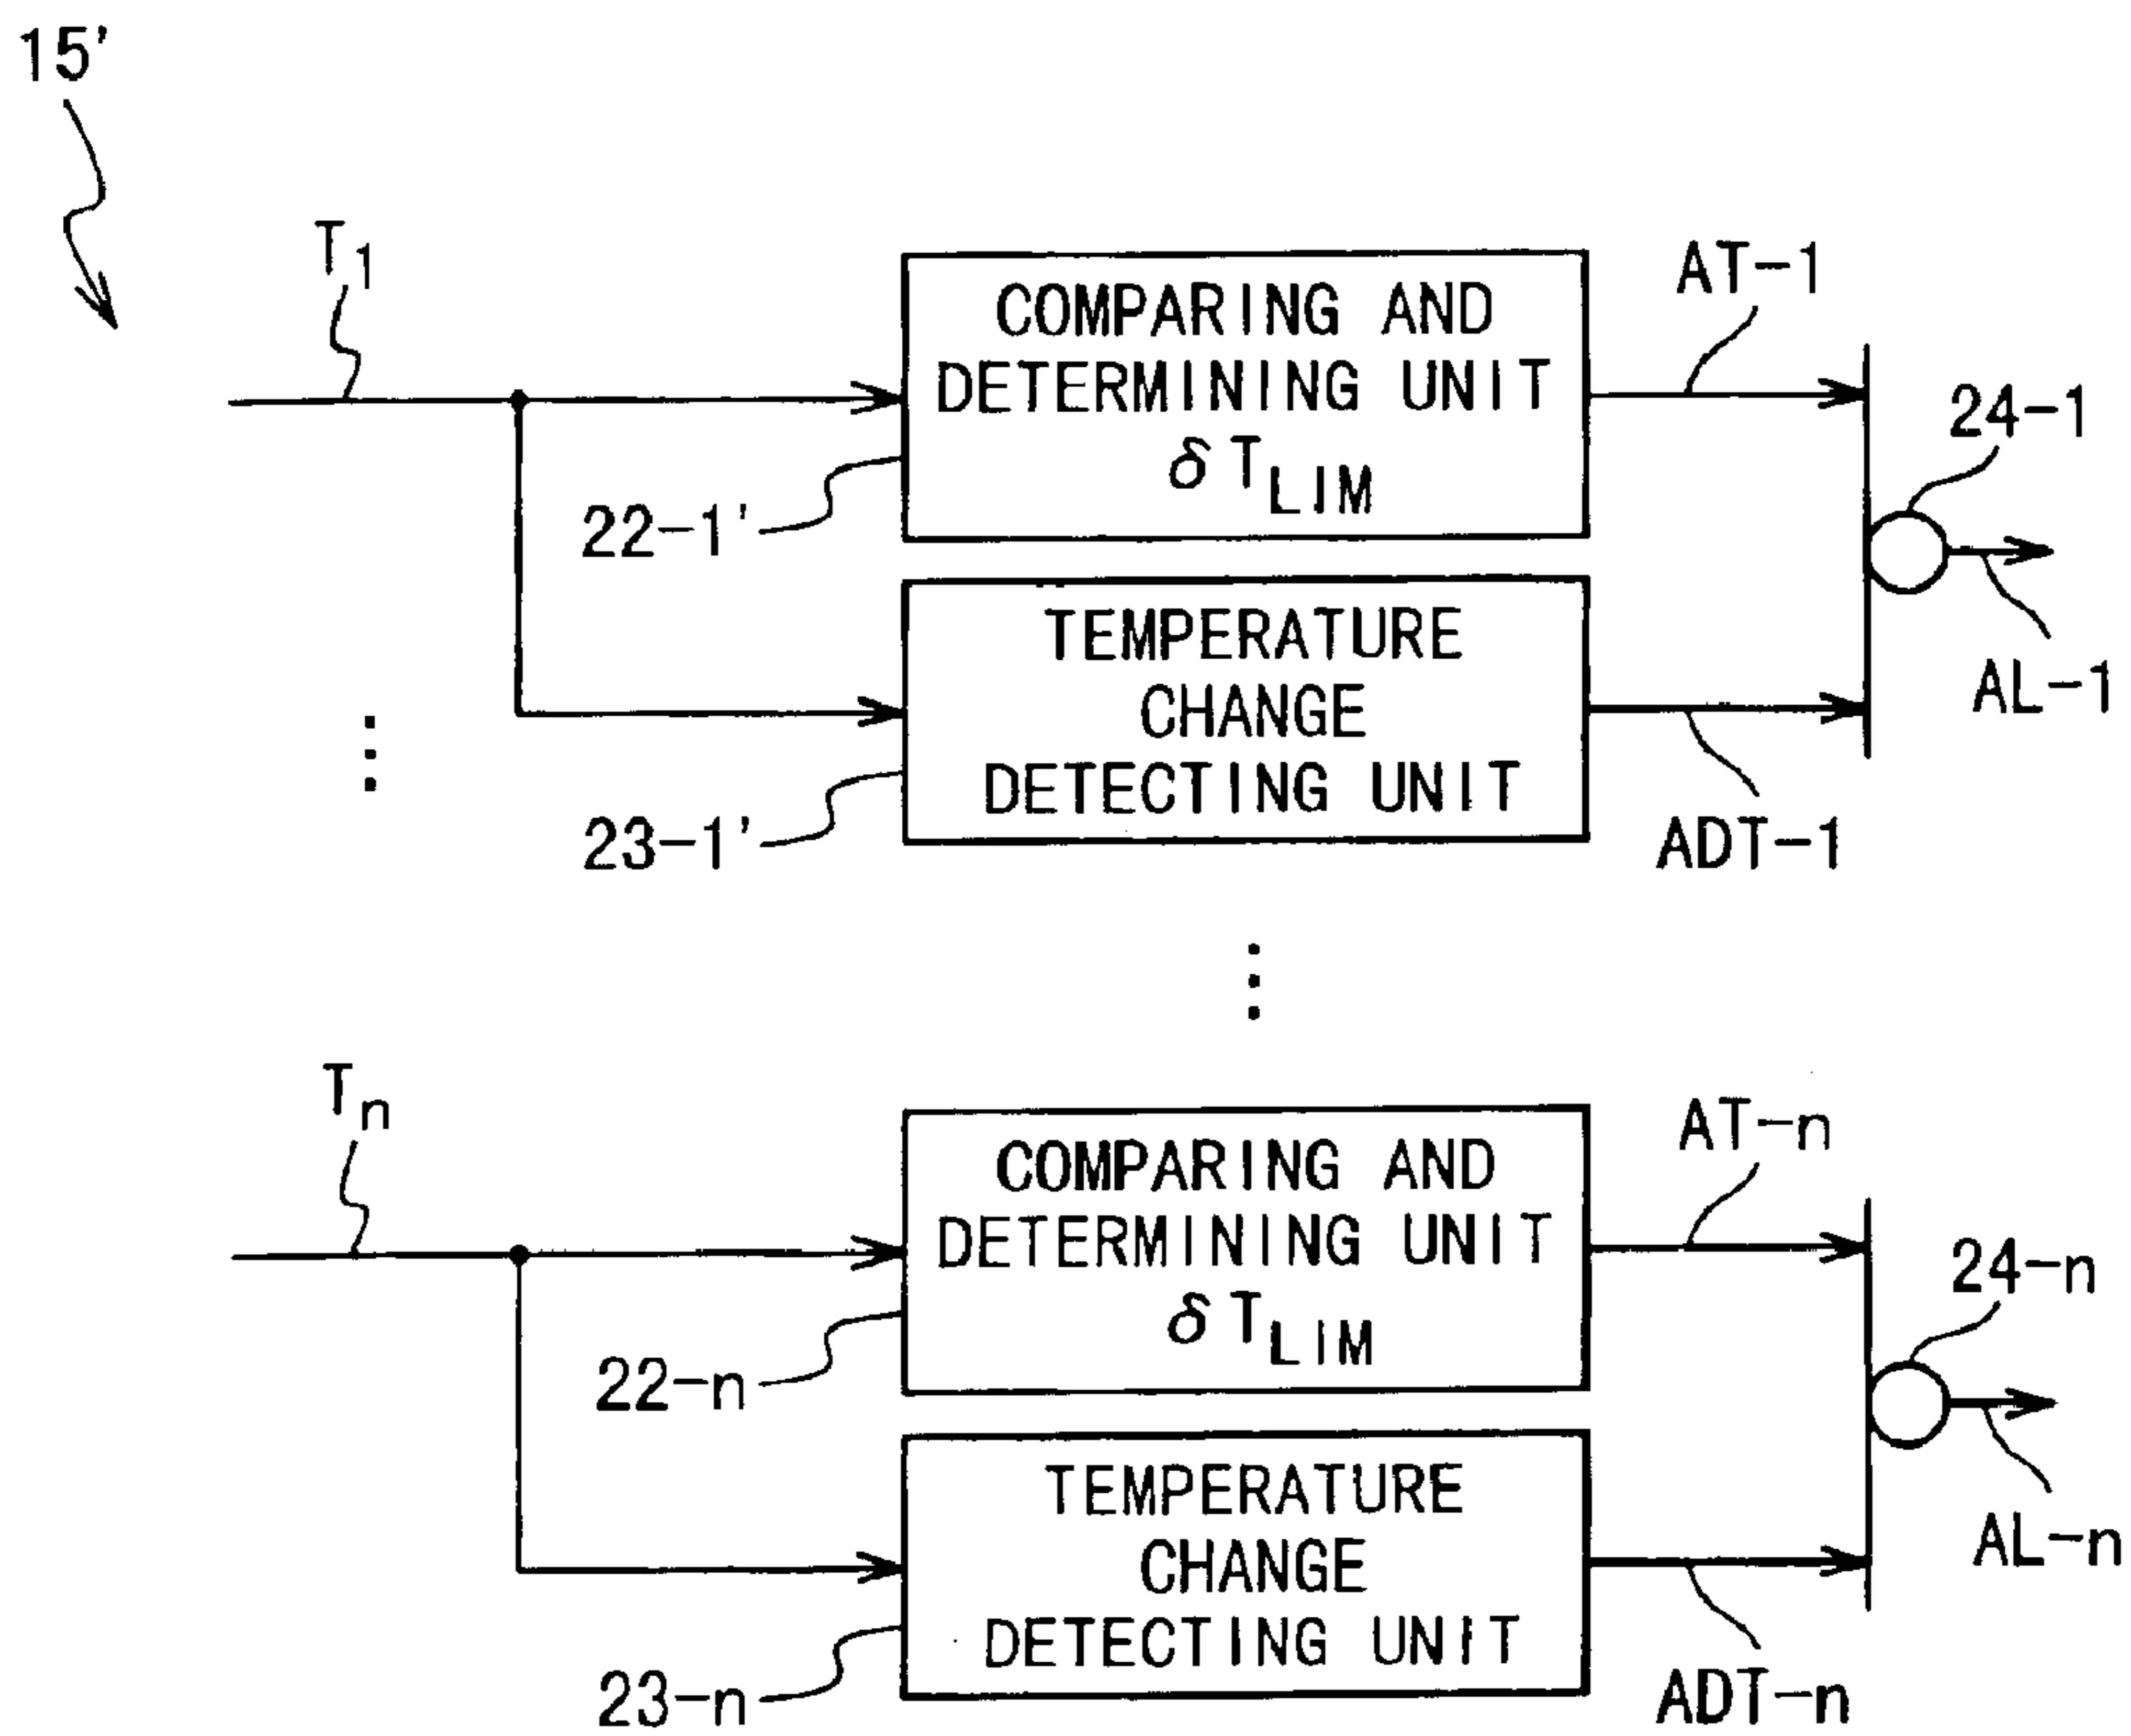 15'
T1
COMPARING AND
DETERMINING UNIT
δTLIM
AT-1
24-1
22-1'
TEMPERATURE
CHANGE
DETECTING UNIT
AL-1
23-1'
ADT-1
Tn
COMPARING AND
DETERMINING UNIT
δTLIM
AT-n
24-n
22-n
TEMPERATURE
CHANGE
DETECTING UNIT
AL-n
23-n
ADT-n